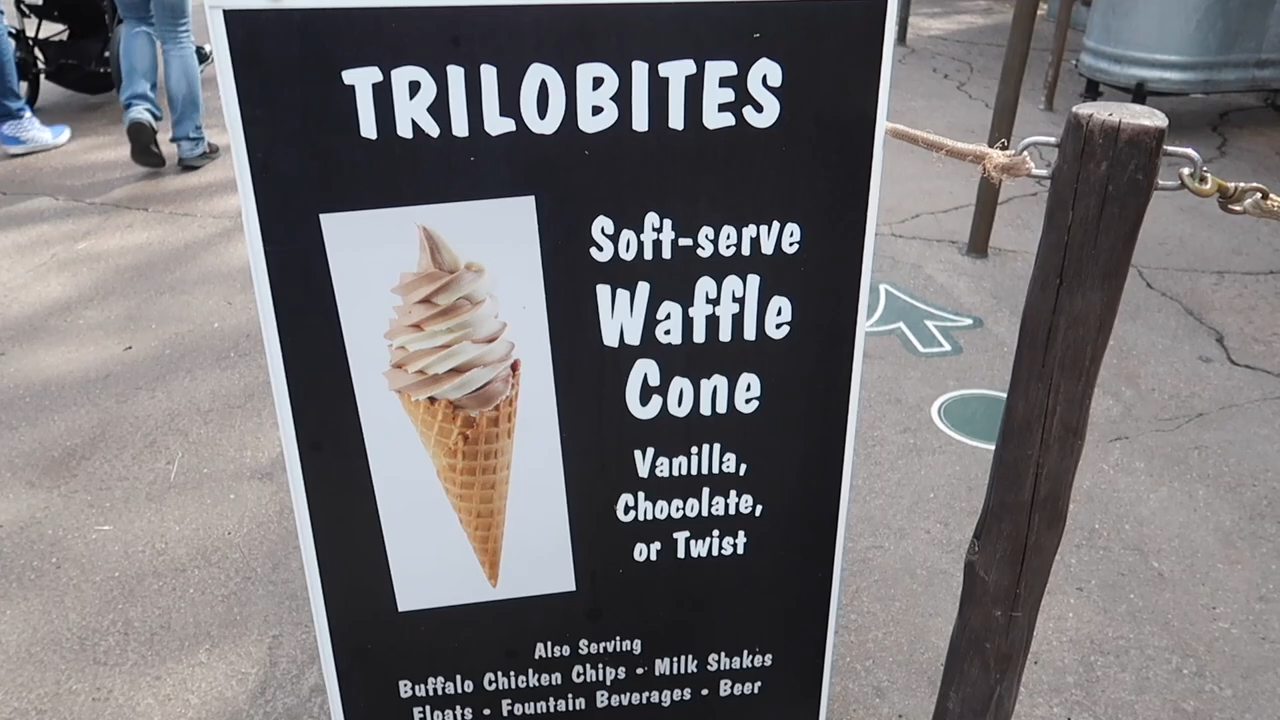 TRILOBITES
Soft-serve
Waffle
Cone
Vanilla,
Chocolate,
or Twist
Also Serving
Buffalo Chicken Chips • Milk Shakes
Floats • Fountain Beverages • Beer